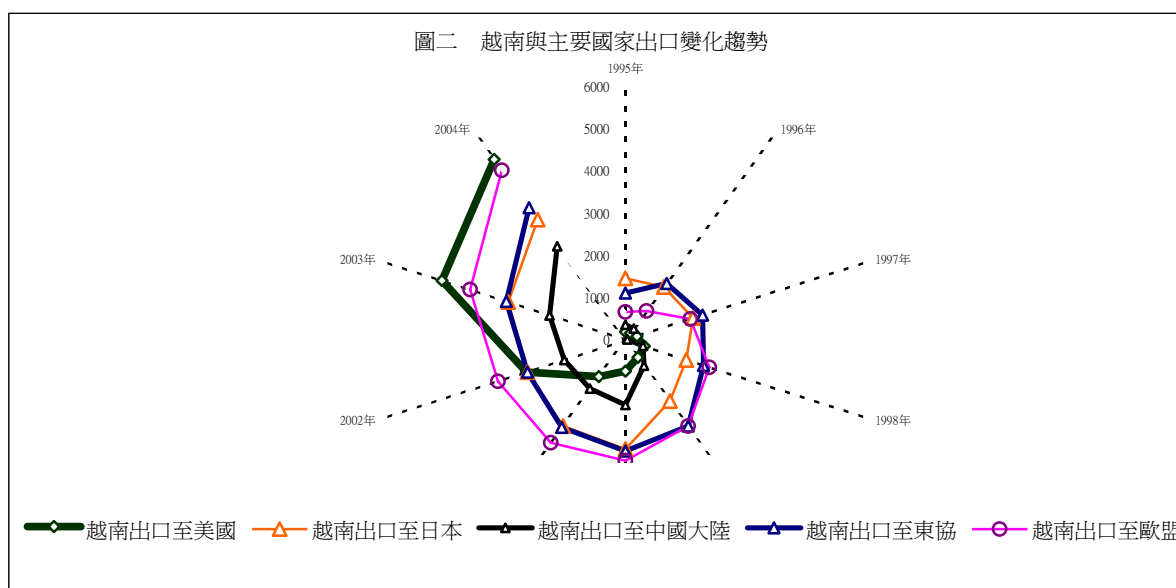 圖二　越南與主要國家出口變化趨勢
1995年
6000
5000
4000
3000
2000
1000
0
1996年
1997年
1998年
2002年
2003年
2004年
越南出口至美國
越南出口至日本
越南出口至中國大陸
越南出口至東協
越南出口至歐盟